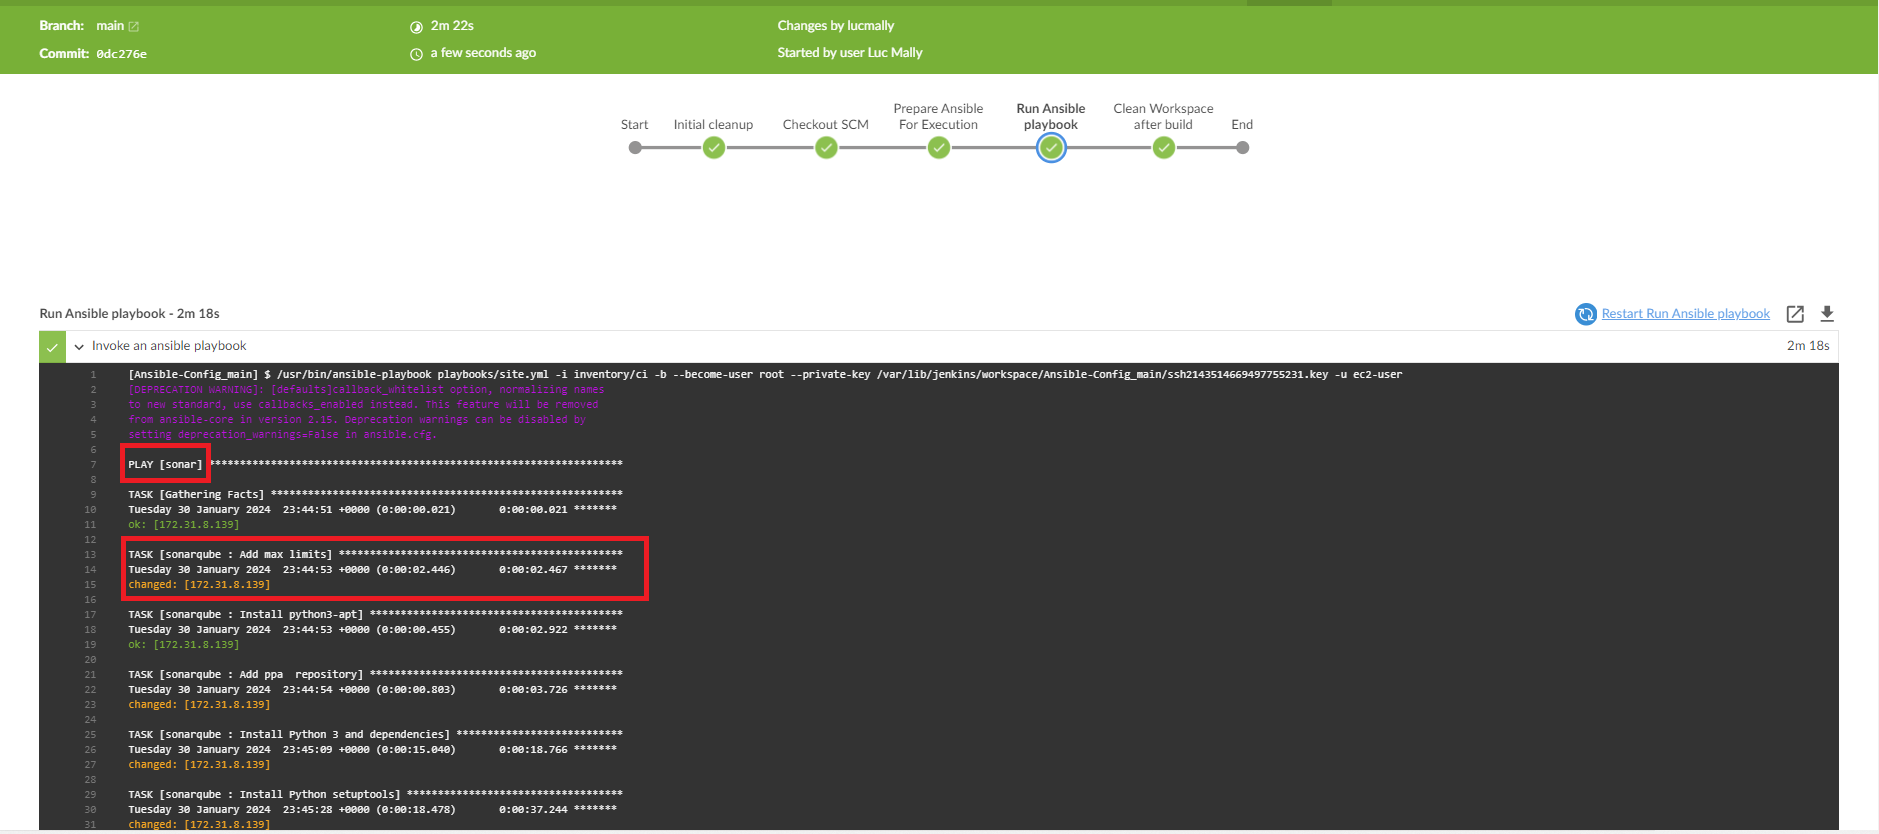 Branch: main
2m 22s
Changes by lucmally
Commit: 0dc276e
a few seconds ago
Started by user Luc Mally
Start
Initial cleanup
Checkout SCM
Prepare Ansible
For Execution
Run Ansible
playbook
Clean Workspace
after build
End
Run Ansible playbook - 2m 18s
Restart Run Ansible playbook
Invoke an ansible playbook
2m 18s
1 [Ansible-Config_main] $ /usr/bin/ansible-playbook playbooks/site.yml -i inventory/ci -b --become-user root --private-key /var/lib/jenkins/workspace/Ansible-Config_main/ssh2143514669497755231.key -u ec2-user
2 [DEPRECATION WARNING]: [defaults]callback_whitelist option, normalizing names
3 to new standard, use callbacks_enabled instead. This feature will be removed
4 from ansible-core in version 2.15. Deprecation warnings can be disabled by
5 setting deprecation_warnings=False in ansible.cfg.
6
7 PLAY [sonar] *******************************************************************
8
9 TASK [Gathering Facts] *********************************************************
10 Tuesday 30 January 2024  23:44:51 +0000 (0:00:00.021)       0:00:00.021 *******
11 ok: [172.31.8.139]
12
13 TASK [sonarqube : Add max limits] **********************************************
14 Tuesday 30 January 2024  23:44:53 +0000 (0:00:02.446)       0:00:02.467 *******
15 changed: [172.31.8.139]
16
17 TASK [sonarqube : Install python3-apt] *****************************************
18 Tuesday 30 January 2024  23:44:53 +0000 (0:00:00.455)       0:00:02.922 *******
19 ok: [172.31.8.139]
20
21 TASK [sonarqube : Add ppa  repository] *****************************************
22 Tuesday 30 January 2024  23:44:54 +0000 (0:00:00.803)       0:00:03.726 *******
23 changed: [172.31.8.139]
24
25 TASK [sonarqube : Install Python 3 and dependencies] ***************************
26 Tuesday 30 January 2024  23:45:09 +0000 (0:00:15.040)       0:00:18.766 *******
27 changed: [172.31.8.139]
28
29 TASK [sonarqube : Install Python setuptools] ***********************************
30 Tuesday 30 January 2024  23:45:28 +0000 (0:00:18.478)       0:00:37.244 *******
31 changed: [172.31.8.139]